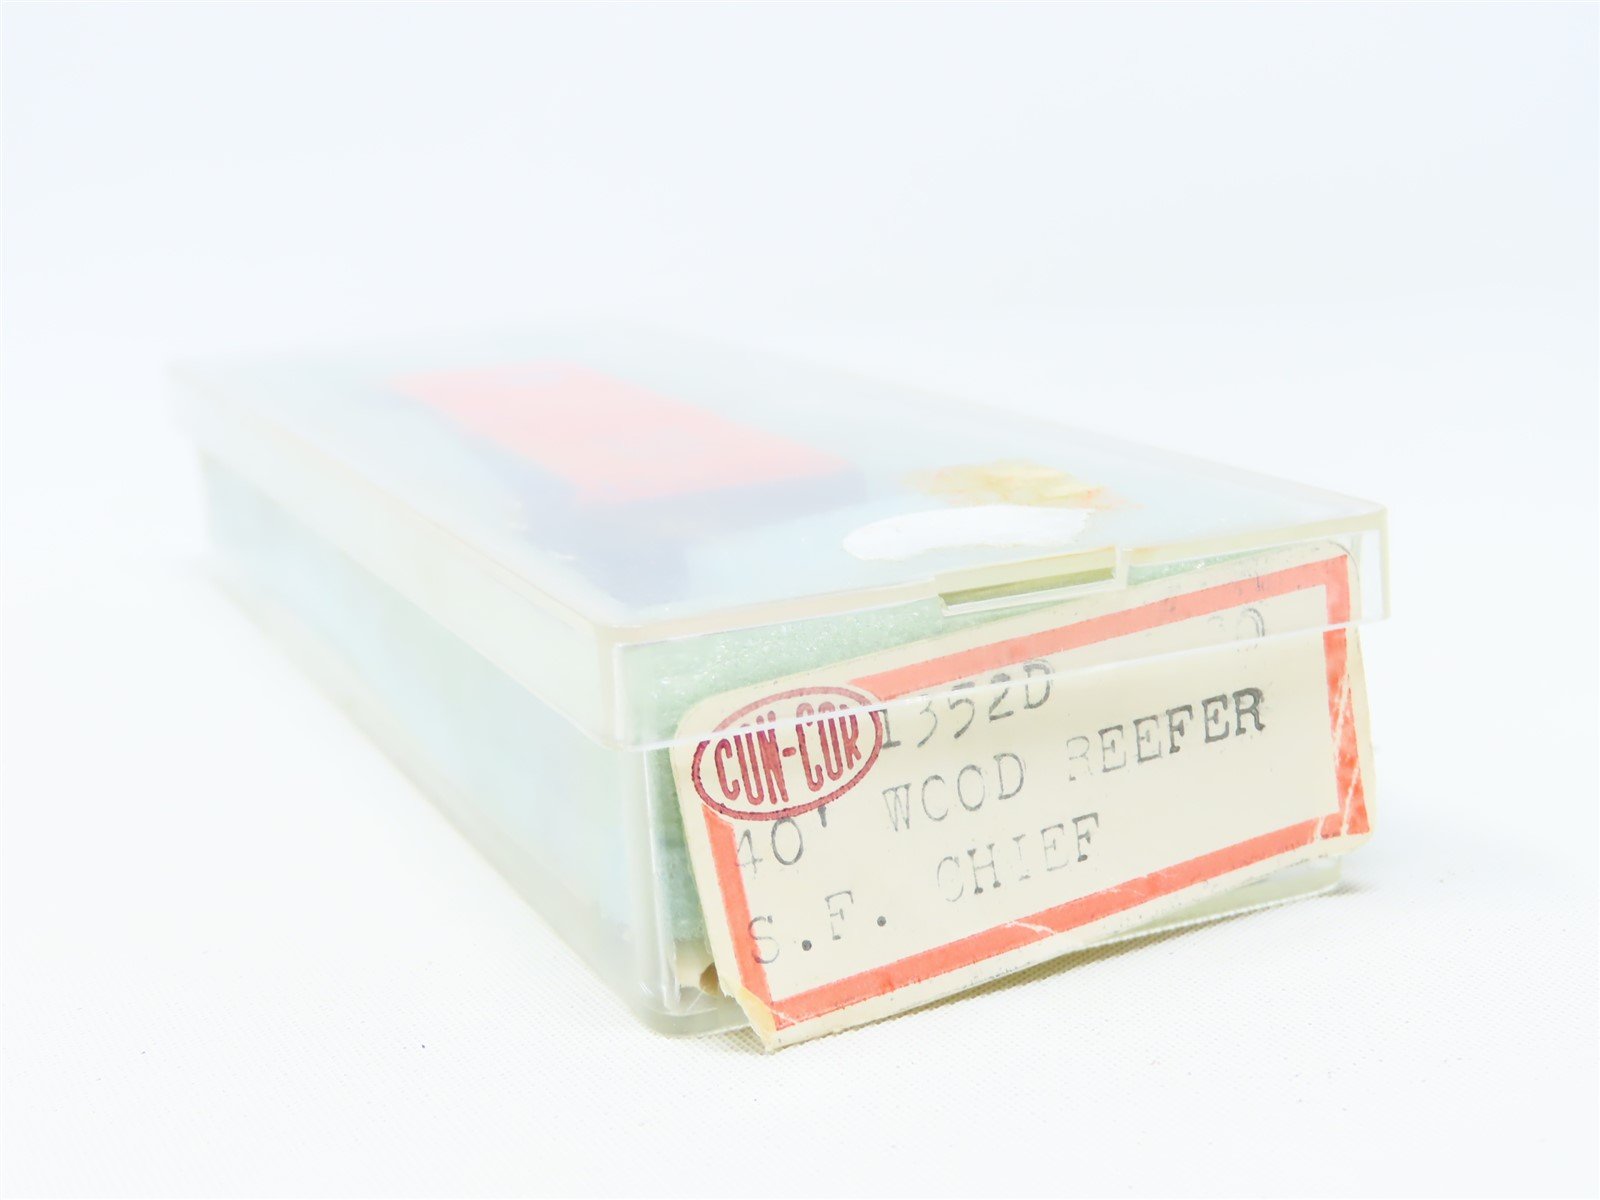 CON-COR 1352D
40' WOOD REEFER
S.F. CHIEF